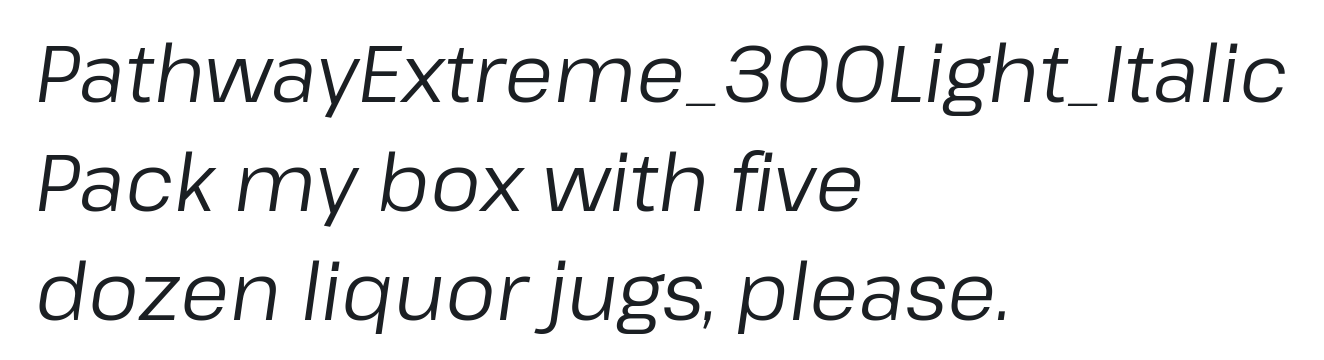 PathwayExtreme_300Light_Italic
Pack my box with five
dozen liquor jugs, please.